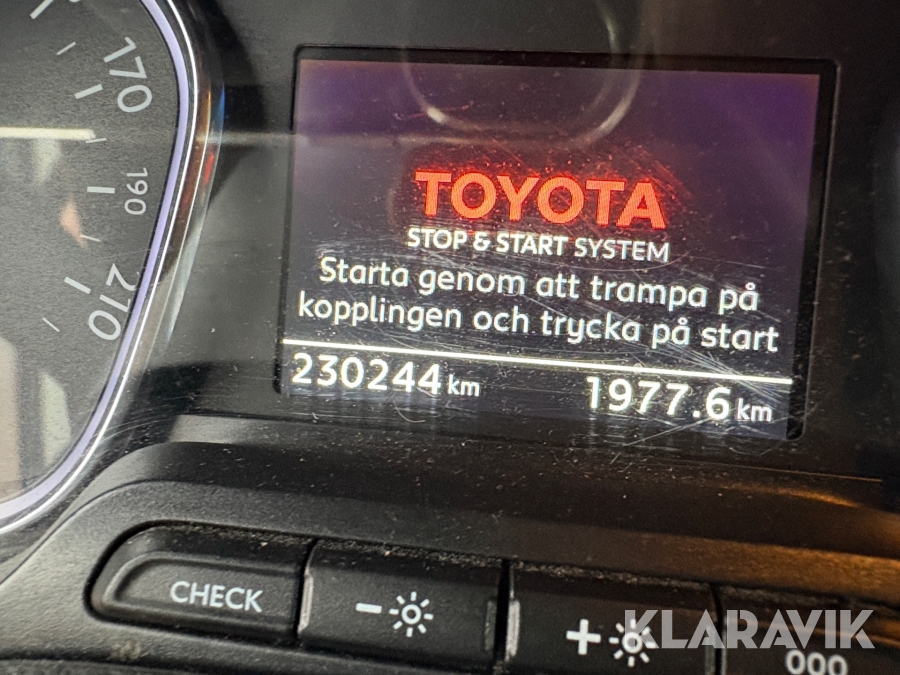 170
190
270
TOYOTA
STOP & START SYSTEM
Starta genom att trampa på
kopplingen och trycka på start
230244 km 1977.6 km
CHECK
- +
000
KLARAVIK